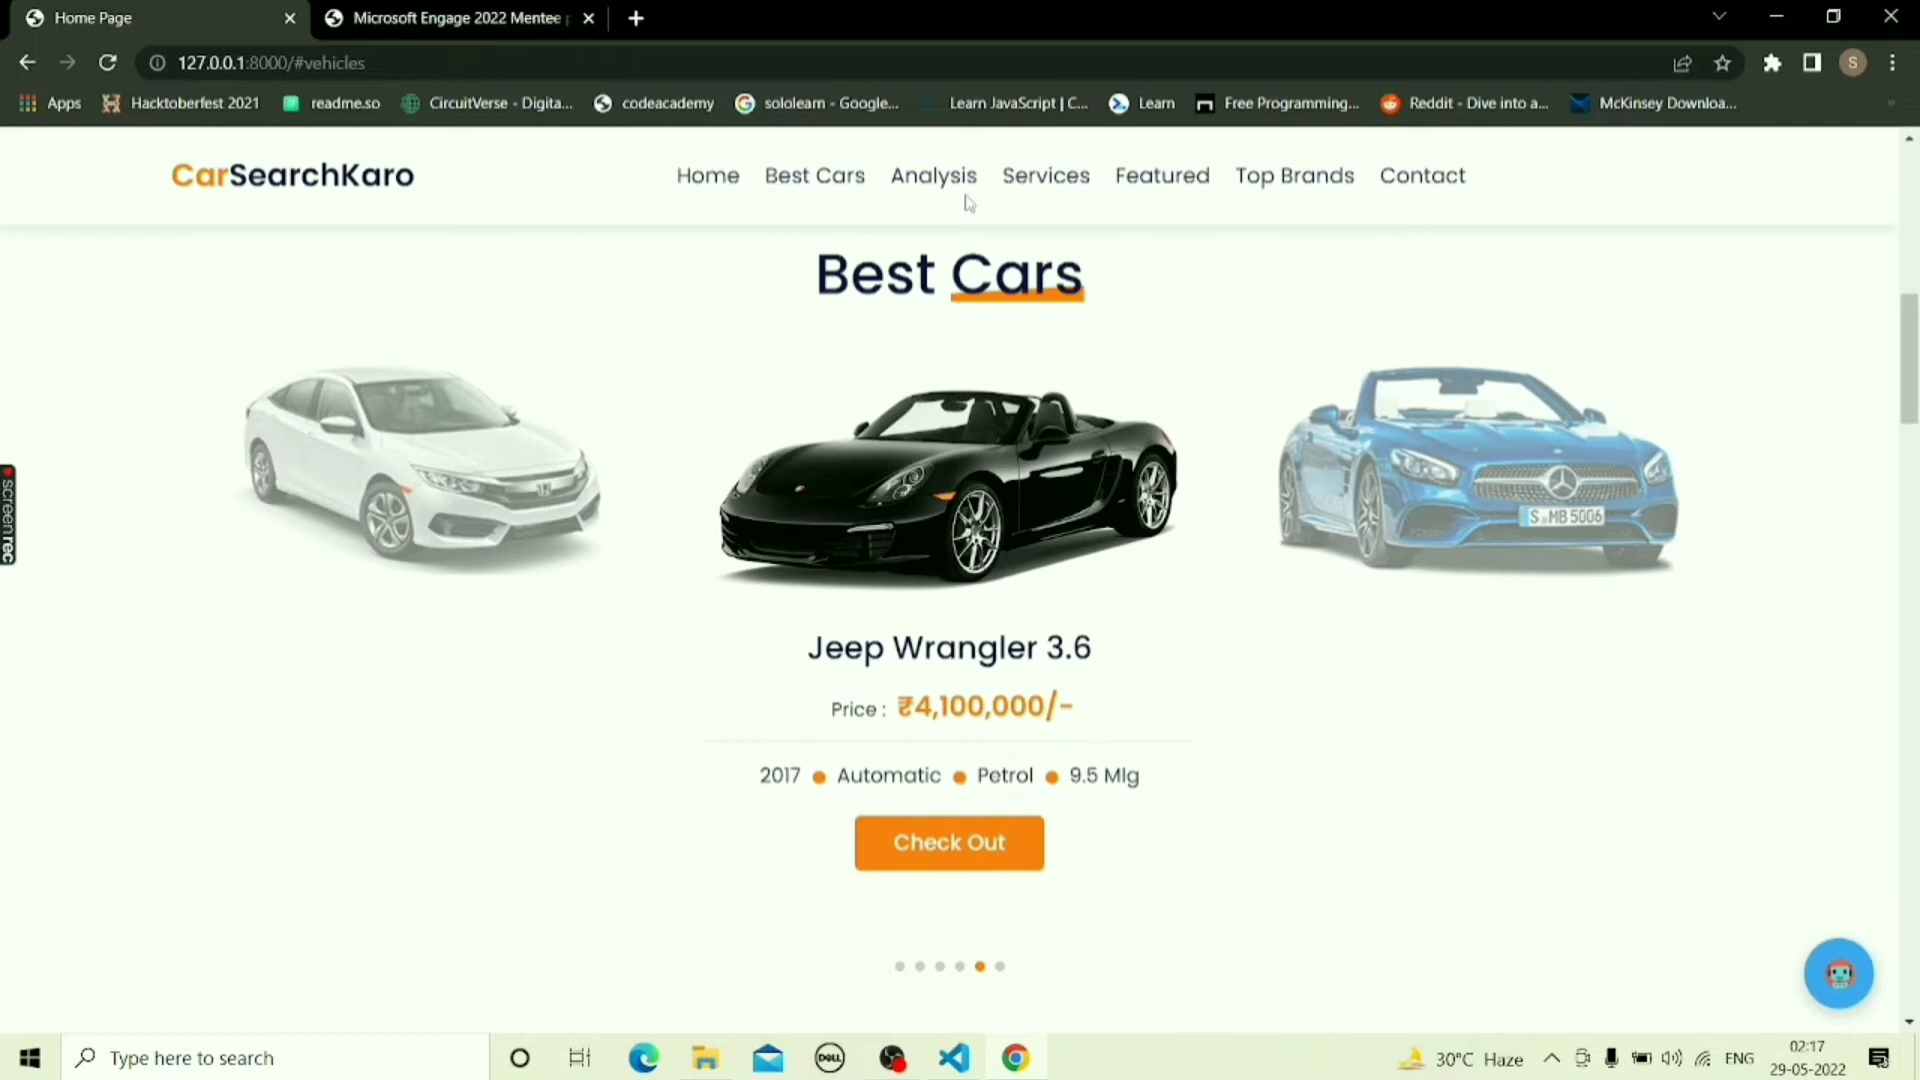 Home Page
Microsoft Engage 2022 Mentee
127.0.0.1:8000/#vehicles
S
Apps
Hacktoberfest 2021
readme.so
CircuitVerse - Digita...
codeacademy
sololearn - Google...
Learn JavaScript | C...
Learn
Free Programming...
Reddit - Dive into a...
McKinsey Downloa...
CarSearchKaro
Home
Best Cars
Analysis
Services
Featured
Top Brands
Contact
Best Cars
screenrec
S MB 5006
Jeep Wrangler 3.6
Price : ₹4,100,000/-
2017 ● Automatic ● Petrol ● 9.5 Mlg
Check Out
Type here to search
DELL
30°C Haze
ENG
02:17
29-05-2022